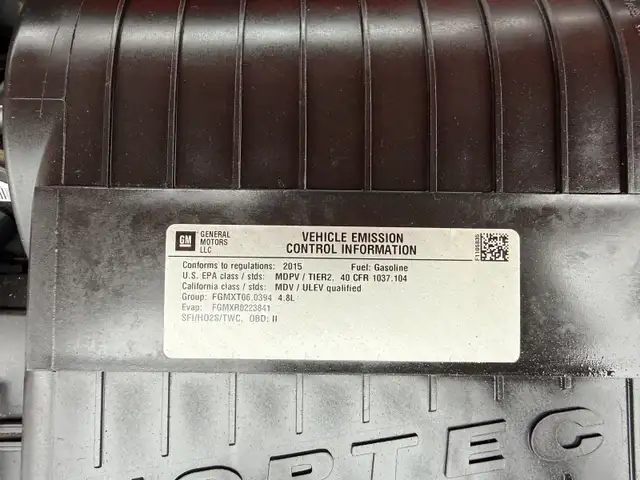 GM
GENERAL
MOTORS
LLC
VEHICLE EMISSION
CONTROL INFORMATION
Conforms to regulations: 2015 Fuel: Gasoline
U.S. EPA class / stds: MDPV / TIER2, 40 CFR 1037.104
California class / stds: MDV / ULEV qualified
Group: FGMXT06.0394 4.8L
Evap: FGMXR0223841
SFI/HO2S/TWC, OBD: II
ORTEC